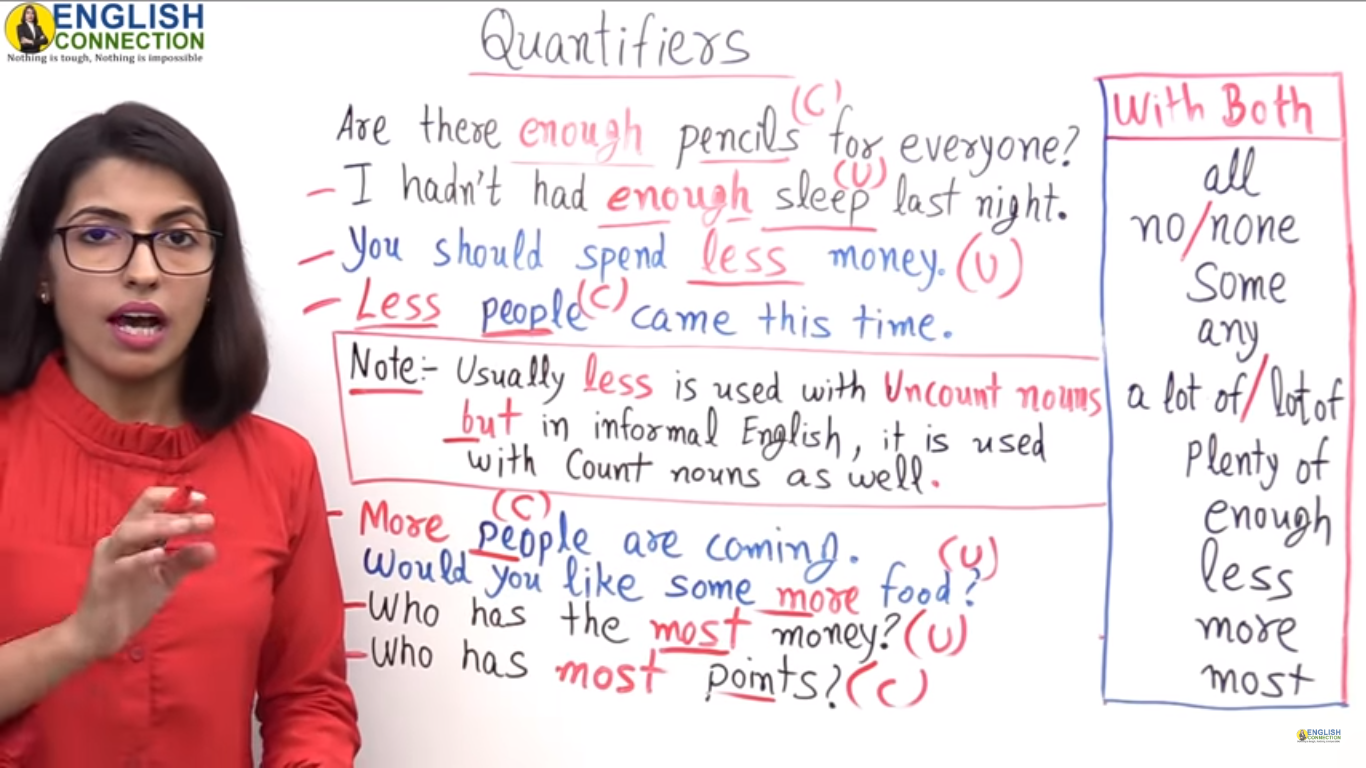 ENGLISH
CONNECTION
Nothing is tough, Nothing is impossible
Quantifiers
Are there enough pencils (C) for everyone?
– I hadn't had enough sleep (U) last night.
– You should spend less money. (U)
– Less people (C) came this time.
Note:- Usually less is used with Uncount nouns
but in informal English, it is used
with Count nouns as well.
– More people (C) are coming.
Would you like some more food? (U)
– Who has the most money? (U)
– Who has most points? (C)
With Both
all
no/none
Some
any
a lot of/lot of
Plenty of
enough
less
more
most
ENGLISH
CONNECTION